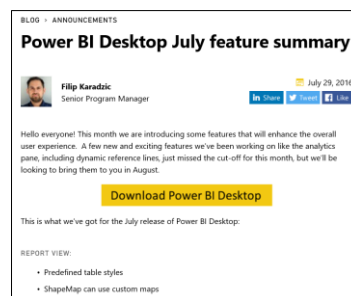 BLOG > ANNOUNCEMENTS
Power BI Desktop July feature summary
Filip Karadzic
Senior Program Manager
July 29, 2016
in Share Tweet Like
Hello everyone! This month we are introducing some features that will enhance the overall
user experience. A few new and exciting features we've been working on like the analytics
pane, including dynamic reference lines, just missed the cut-off for this month, but we'll be
looking to bring them to you in August.
Download Power BI Desktop
This is what we've got for the July release of Power BI Desktop:
REPORT VIEW:
• Predefined table styles
• ShapeMap can use custom maps